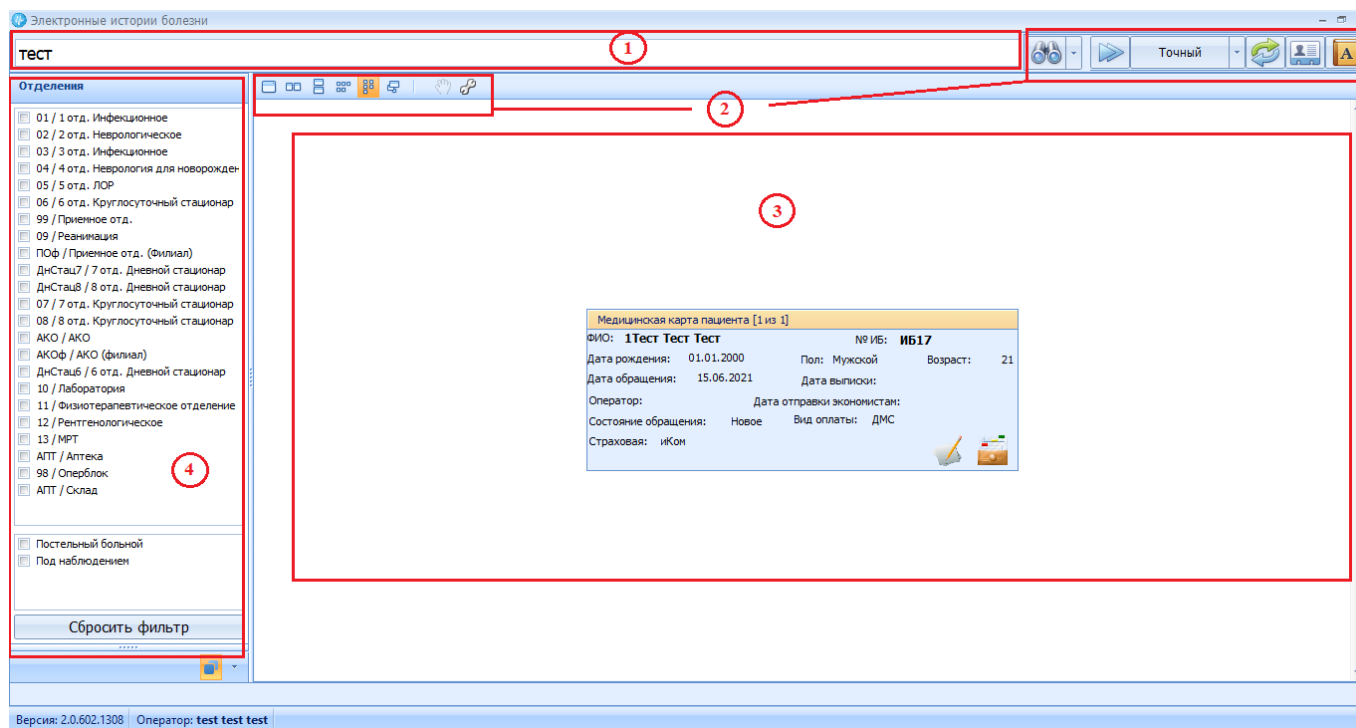 Электронные истории болезни
тест
1
Точный
A
Отделения
2
01 / 1 отд. Инфекционное
02 / 2 отд. Неврологическое
03 / 3 отд. Инфекционное
04 / 4 отд. Неврология для новорожден
05 / 5 отд. ЛОР
06 / 6 отд. Круглосуточный стационар
99 / Приемное отд.
09 / Реанимация
ПОф / Приемное отд. (Филиал)
ДнСтац7 / 7 отд. Дневной стационар
ДнСтац8 / 8 отд. Дневной стационар
07 / 7 отд. Круглосуточный стационар
08 / 8 отд. Круглосуточный стационар
АКО / АКО
АКОф / АКО (филиал)
ДнСтац6 / 6 отд. Дневной стационар
10 / Лаборатория
11 / Физиотерапевтическое отделение
12 / Рентгенологическое
13 / МРТ
АПТ / Аптека
98 / Оперблок
АПТ / Склад
4
Постельный больной
Под наблюдением
Сбросить фильтр
3
Медицинская карта пациента [1 из 1]
ФИО: 1Тест Тест Тест № ИБ: ИБ17
Дата рождения: 01.01.2000 Пол: Мужской Возраст: 21
Дата обращения: 15.06.2021 Дата выписки:
Оператор: Дата отправки экономистам:
Состояние обращения: Новое Вид оплаты: ДМС
Страховая: иКом
Версия: 2.0.602.1308 Оператор: test test test